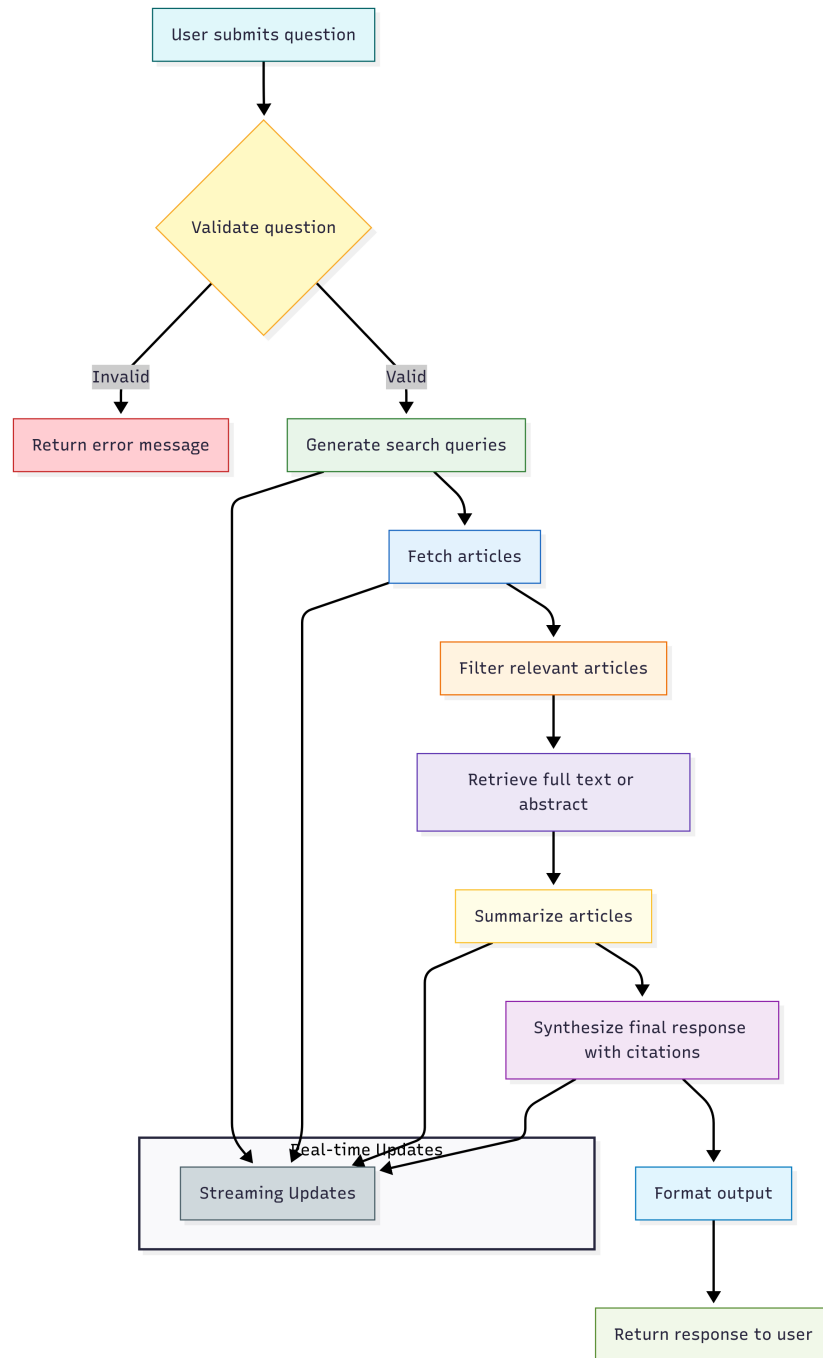 User submits question
Validate question
Invalid
Valid
Return error message
Generate search queries
Fetch articles
Filter relevant articles
Retrieve full text or
abstract
Summarize articles
Synthesize final response
with citations
Real-time Updates
Streaming Updates
Format output
Return response to user